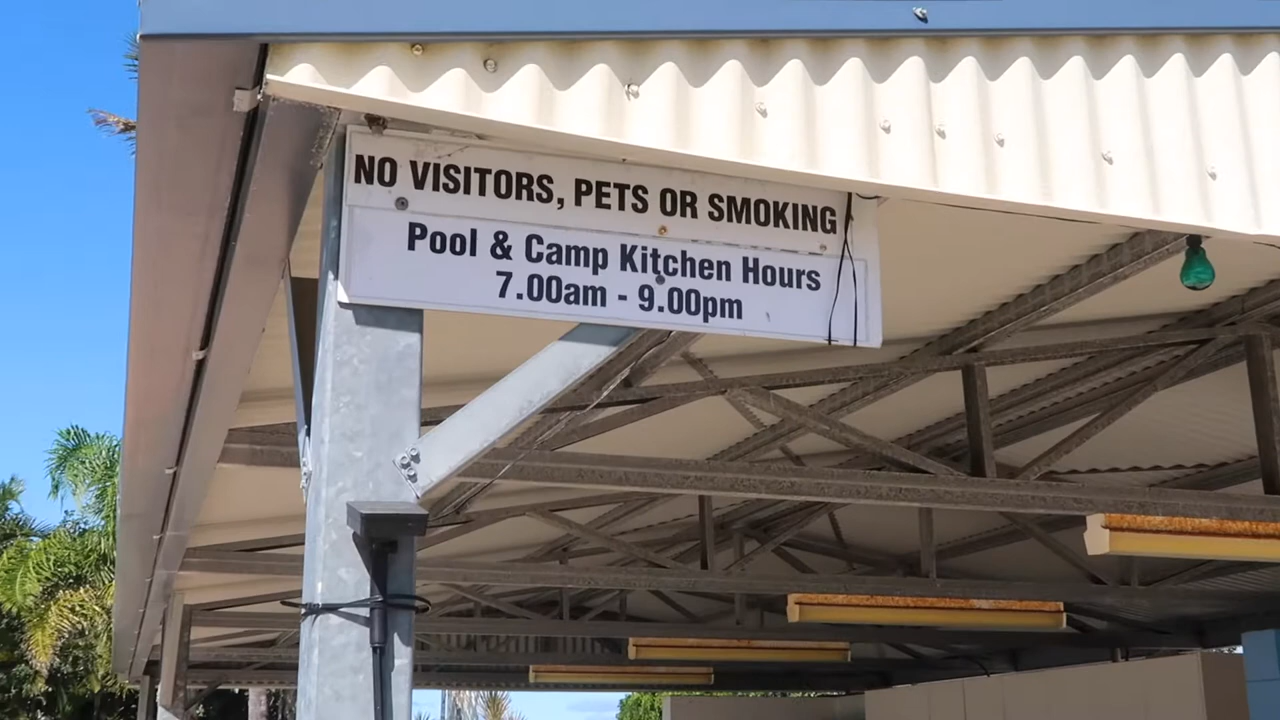 NO VISITORS, PETS OR SMOKING
Pool & Camp Kitchen Hours
7.00am - 9.00pm